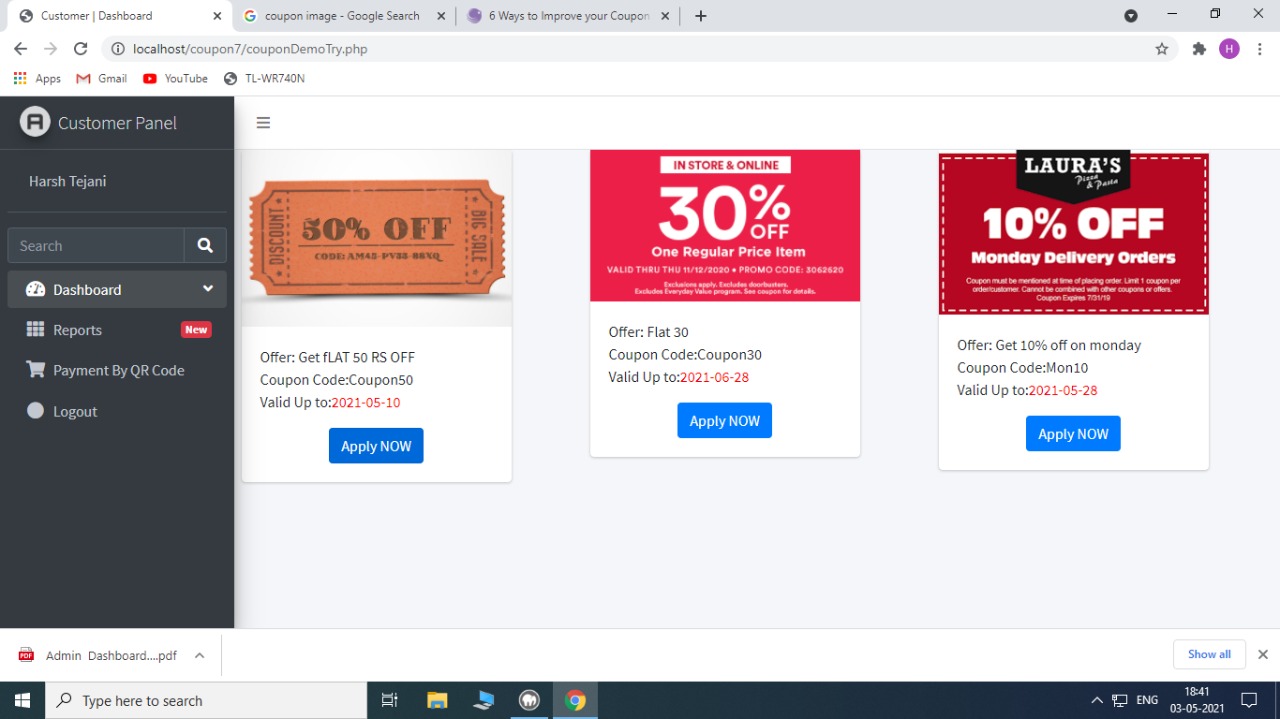 Customer | Dashboard
coupon image - Google Search
6 Ways to Improve your Coupon
localhost/coupon7/couponDemoTry.php
H
Apps
Gmail
YouTube
TL-WR740N
Customer Panel
Harsh Tejani
Search
Dashboard
Reports
New
Payment By QR Code
Logout
DISCOUNT
50% OFF
CODE: AM45-PV88-88XQ
BIG SALE
Offer: Get fLAT 50 RS OFF
Coupon Code:Coupon50
Valid Up to:2021-05-10
Apply NOW
IN STORE & ONLINE
30% OFF
One Regular Price Item
VALID THRU THU 11/12/2020 • PROMO CODE: 3062620
Exclusions apply. Excludes doorbusters.
Excludes Everyday Value program. See coupon for details.
Offer: Flat 30
Coupon Code:Coupon30
Valid Up to:2021-06-28
Apply NOW
LAURA'S
Pizza & Pasta
10% OFF
Monday Delivery Orders
Coupon must be mentioned at time of placing order. Limit 1 coupon per
order/customer. Cannot be combined with other coupons or offers.
Coupon Expires 7/31/19
Offer: Get 10% off on monday
Coupon Code:Mon10
Valid Up to:2021-05-28
Apply NOW
Admin Dashboard....pdf
Show all
Type here to search
ENG
18:41
03-05-2021